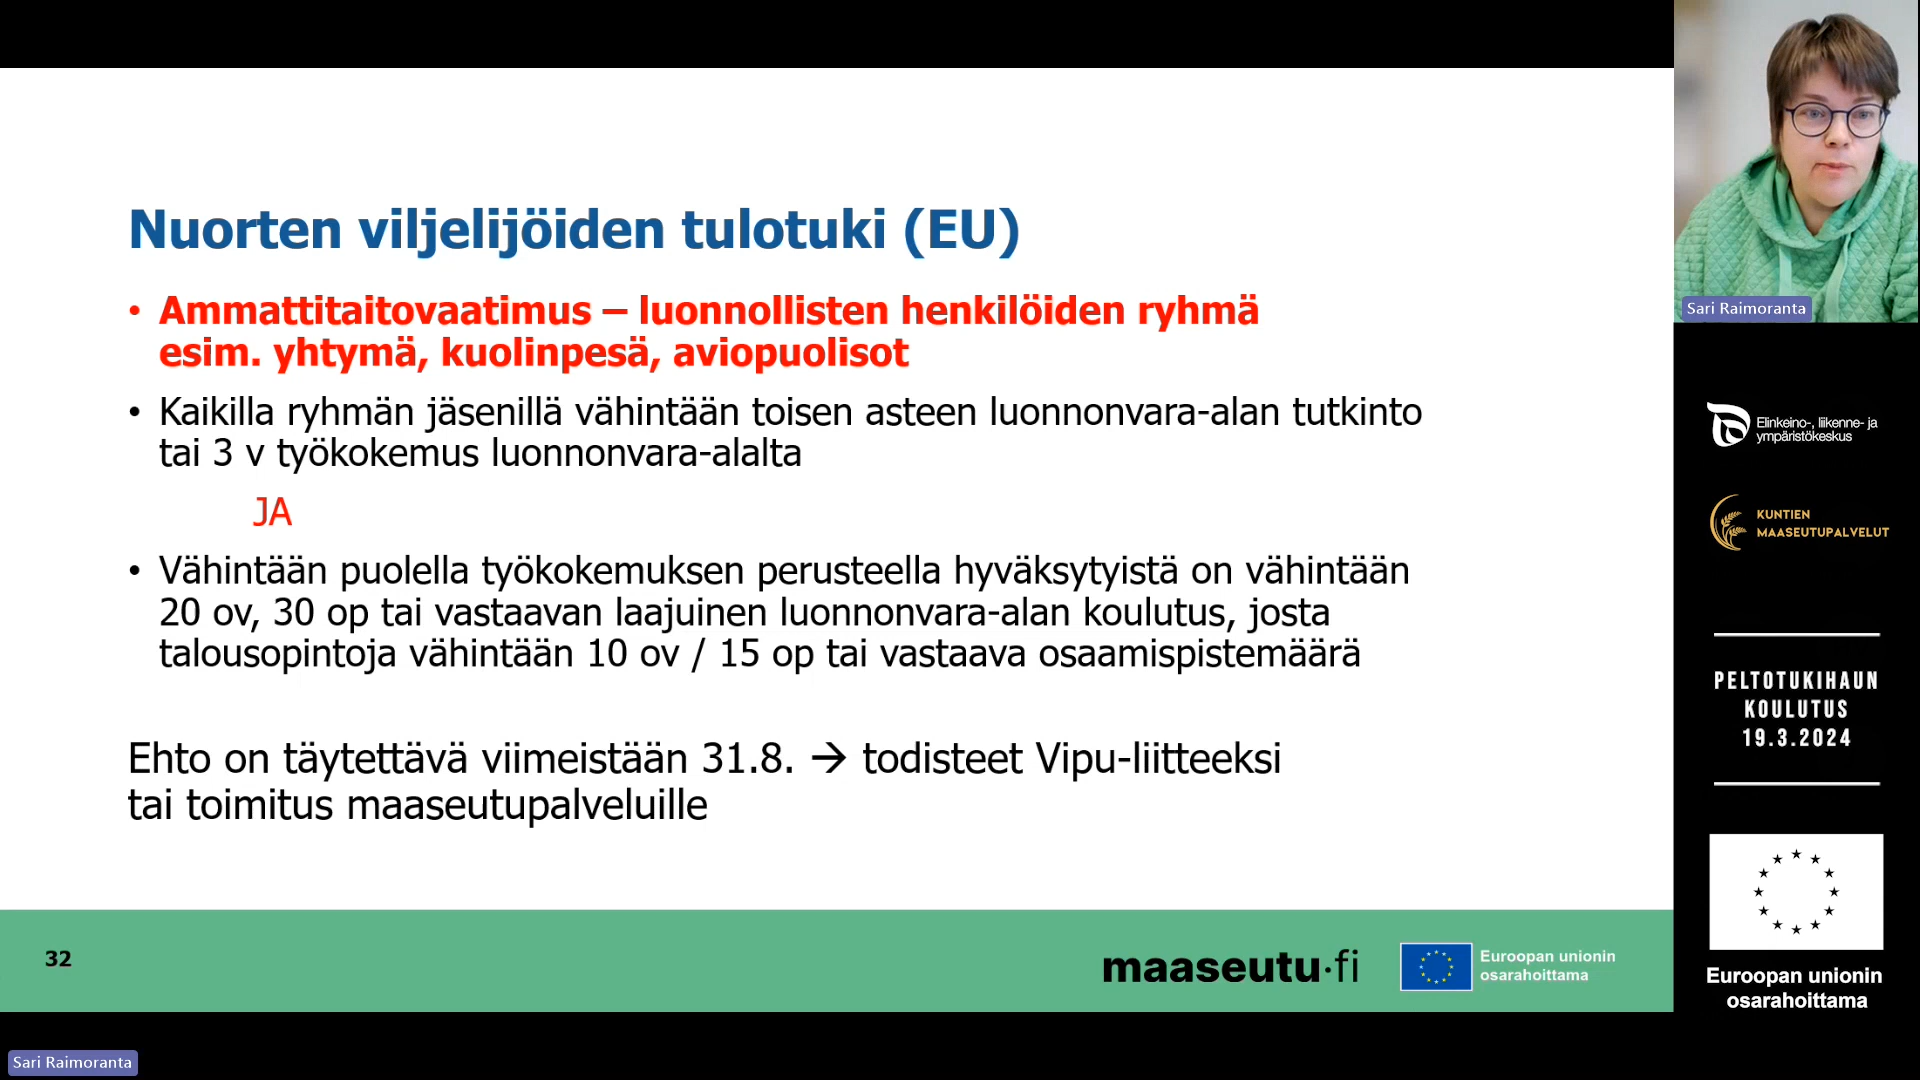 Nuorten viljelijöiden tulotuki (EU)
• Ammattitaitovaatimus – luonnollisten henkilöiden ryhmä
esim. yhtymä, kuolinpesä, aviopuolisot
• Kaikilla ryhmän jäsenillä vähintään toisen asteen luonnonvara-alan tutkinto
tai 3 v työkokemus luonnonvara-alalta
JA
• Vähintään puolella työkokemuksen perusteella hyväksytyistä on vähintään
20 ov, 30 op tai vastaavan laajuinen luonnonvara-alan koulutus, josta
talousopintoja vähintään 10 ov / 15 op tai vastaava osaamispistemäärä
Ehto on täytettävä viimeistään 31.8. → todisteet Vipu-liitteeksi
tai toimitus maaseutupalveluille
32
maaseutu.fi
Euroopan unionin
osarahoittama
Sari Raimoranta
Elinkeino-, liikenne- ja
ympäristökeskus
KUNTIEN
MAASEUTUPALVELUT
PELTOTUKIHAUN
KOULUTUS
19.3.2024
Euroopan unionin
osarahoittama
Sari Raimoranta